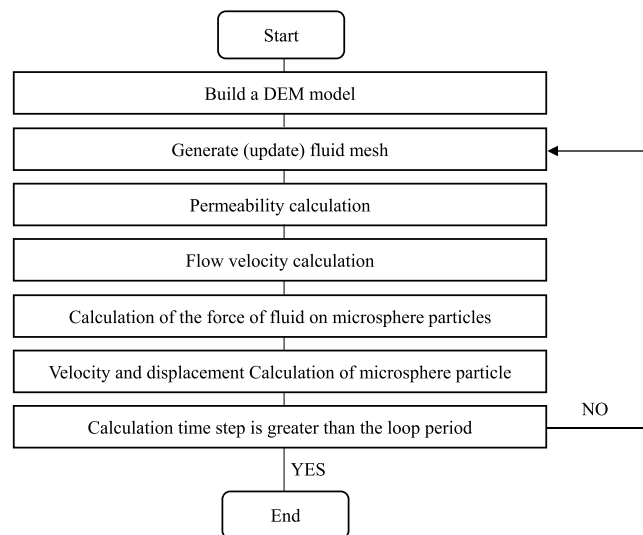 Start
Build a DEM model
Generate (update) fluid mesh
Permeability calculation
Flow velocity calculation
Calculation of the force of fluid on microsphere particles
Velocity and displacement Calculation of microsphere particle
Calculation time step is greater than the loop period
NO
YES
End